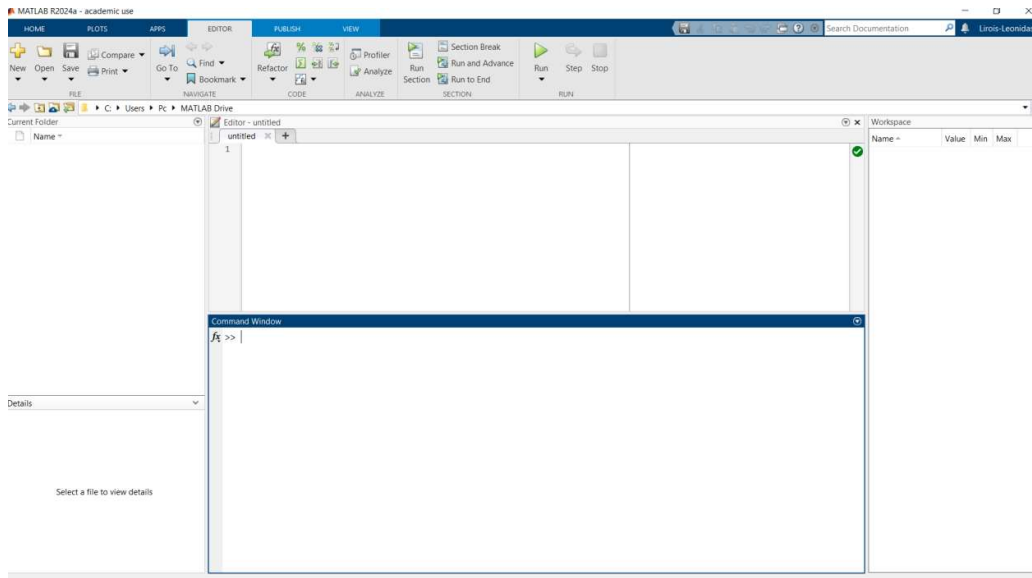 MATLAB R2024a - academic use
HOME PLOTS APPS EDITOR PUBLISH VIEW Search Documentation Lirois-Leonidas
New Open Save Compare Print Go To Find Bookmark Refactor Profiler Analyze Run Section Section Break Run and Advance Run to End Run Step Stop
FILE NAVIGATE CODE ANALYZE SECTION RUN
C: Users Pc MATLAB Drive
Current Folder Editor - untitled Workspace
Name untitled Name Value Min Max
1
Command Window
fx >>
Details
Select a file to view details